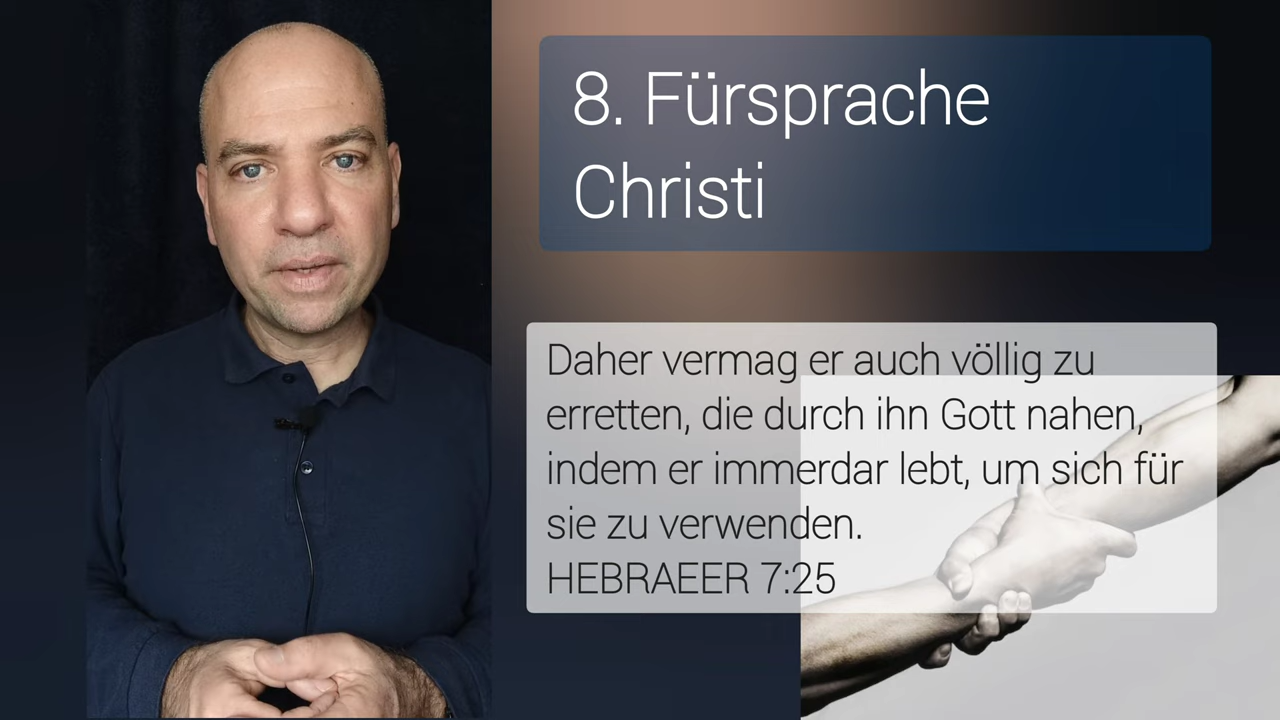 8. Fürsprache
Christi
Daher vermag er auch völlig zu
erretten, die durch ihn Gott nahen,
indem er immerdar lebt, um sich für
sie zu verwenden.
HEBRAEER 7:25